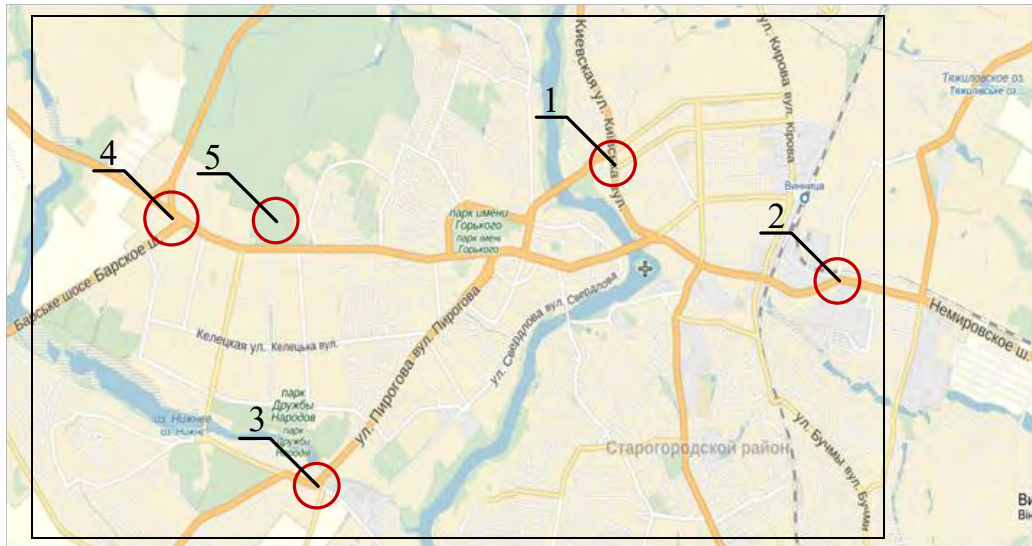 Киевская ул. Київська вул.
ул. Кирова вул. Кірова
Тяжиловское оз.
Тяжилівське оз.
1
4
5
Винница
парк имени
Горького
парк імені
Горького
2
Барське шосе. Барское ш.
Немировское ш.
ул. Пирогова вул. Пирогова
ул. Свердлова вул. Свердлова
Келецкая ул. Келецька вул.
парк
Дружбы
Народов
парк
Дружби
Народів
оз. Нижнее
оз. Нижнє
3
Старогородской район
ул. Бучмы вул. Бучми